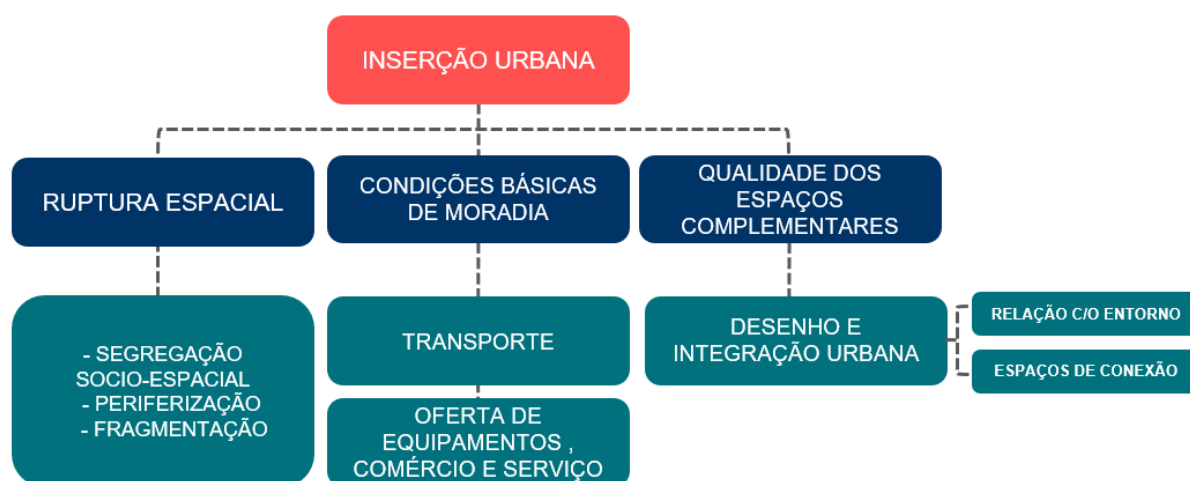 INSERÇÃO URBANA
RUPTURA ESPACIAL
CONDIÇÕES BÁSICAS
DE MORADIA
QUALIDADE DOS
ESPAÇOS
COMPLEMENTARES
- SEGREGAÇÃO
SOCIO-ESPACIAL
- PERIFERIZAÇÃO
- FRAGMENTAÇÃO
TRANSPORTE
OFERTA DE
EQUIPAMENTOS ,
COMÉRCIO E SERVIÇO
DESENHO E
INTEGRAÇÃO URBANA
RELAÇÃO C/O ENTORNO
ESPAÇOS DE CONEXÃO